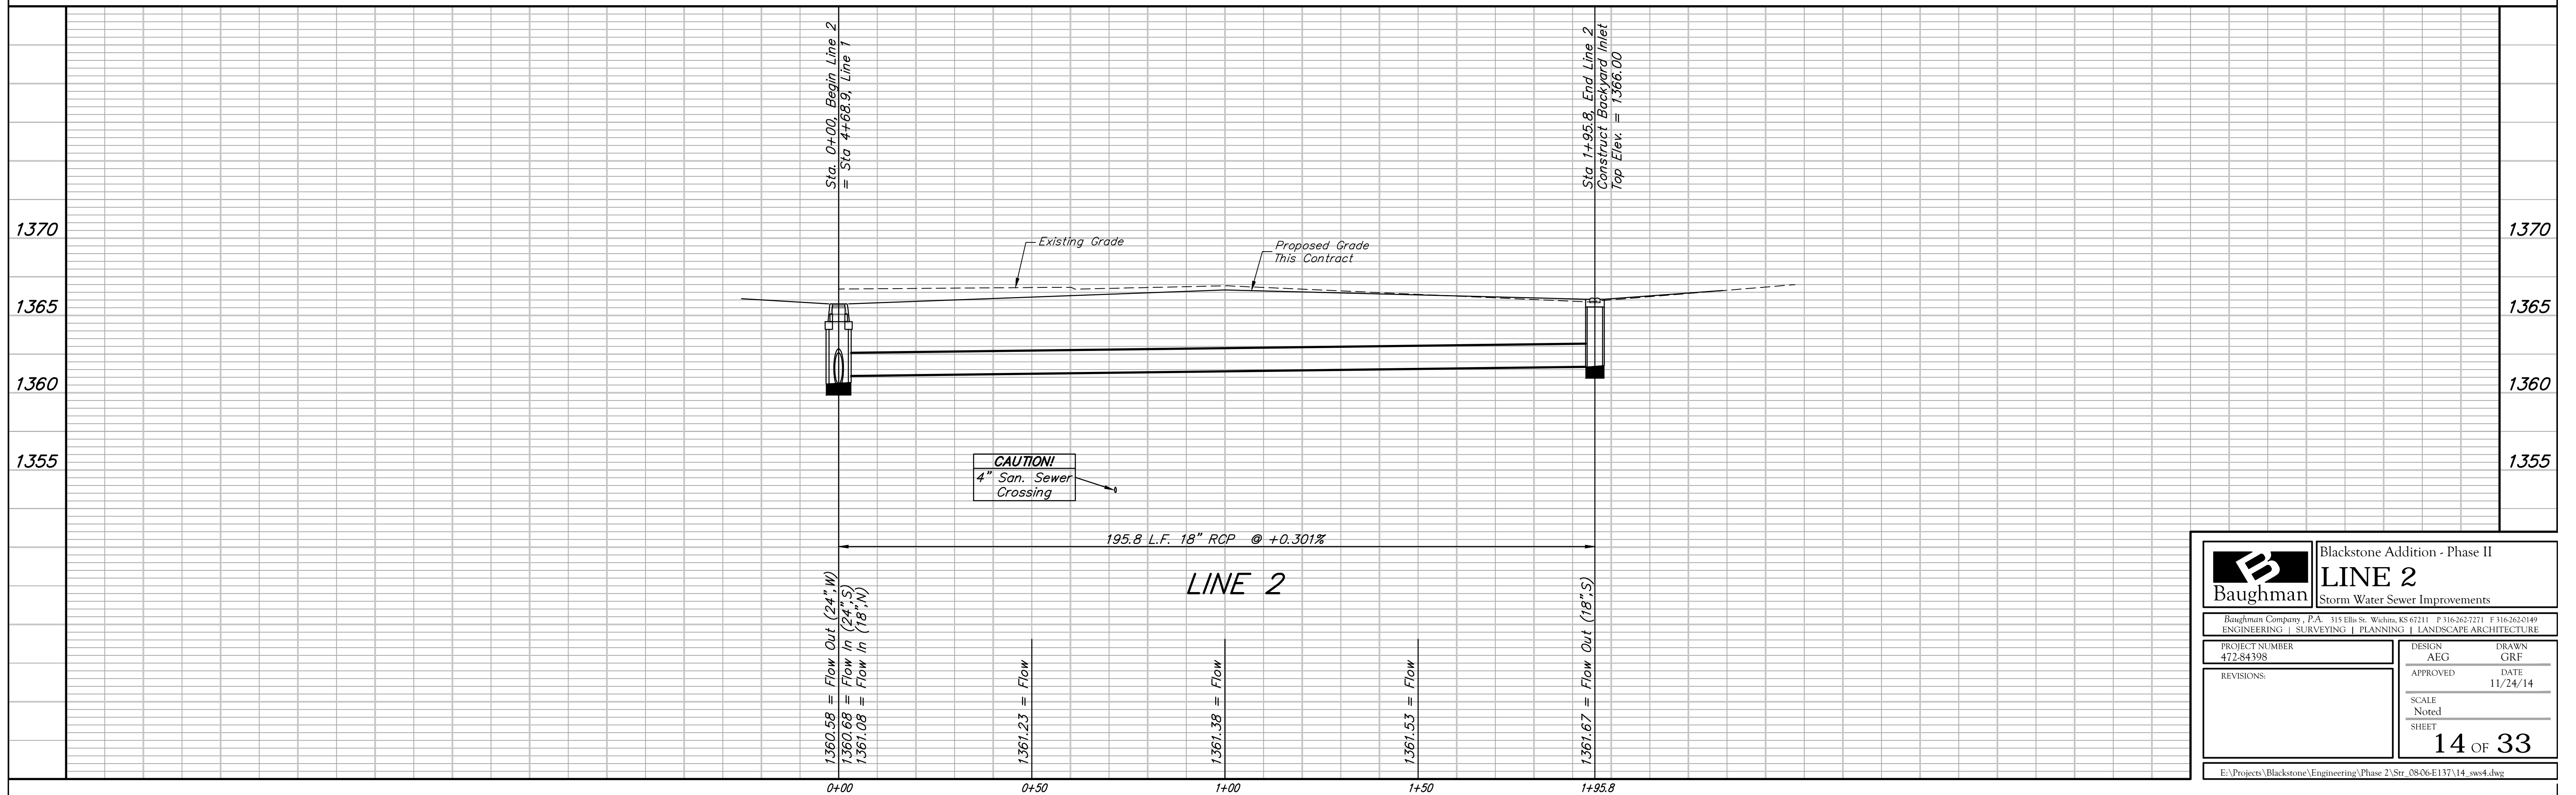 Sta. 0+00, Begin Line 2
= Sta 4+68.9, Line 1
Sta 1+95.8, End Line 2
Construct Backyard Inlet
Top Elev. = 1366.00
1370
1370
Existing Grade
Proposed Grade
This Contract
1365
1365
1360
1360
1355
1355
CAUTION!
4" San. Sewer
Crossing
195.8 L.F. 18" RCP @ +0.301%
LINE 2
1360.58 = Flow Out (24",W)
1360.68 = Flow In (24",S)
1361.08 = Flow In (18",N)
1361.23 = Flow
1361.38 = Flow
1361.53 = Flow
1361.67 = Flow Out (18",S)
0+00
0+50
1+00
1+50
1+95.8
B
Baughman
Blackstone Addition - Phase II
LINE 2
Storm Water Sewer Improvements
Baughman Company, P.A. 315 Ellis St. Wichita, KS 67211 P 316-262-7271 F 316-262-0149
ENGINEERING | SURVEYING | PLANNING | LANDSCAPE ARCHITECTURE
PROJECT NUMBER
472-84398
REVISIONS:
DESIGN
AEG
DRAWN
GRF
APPROVED
DATE
11/24/14
SCALE
Noted
SHEET
14 OF 33
E:\Projects\Blackstone\Engineering\Phase 2\Str_08-06-E137\14_sws4.dwg